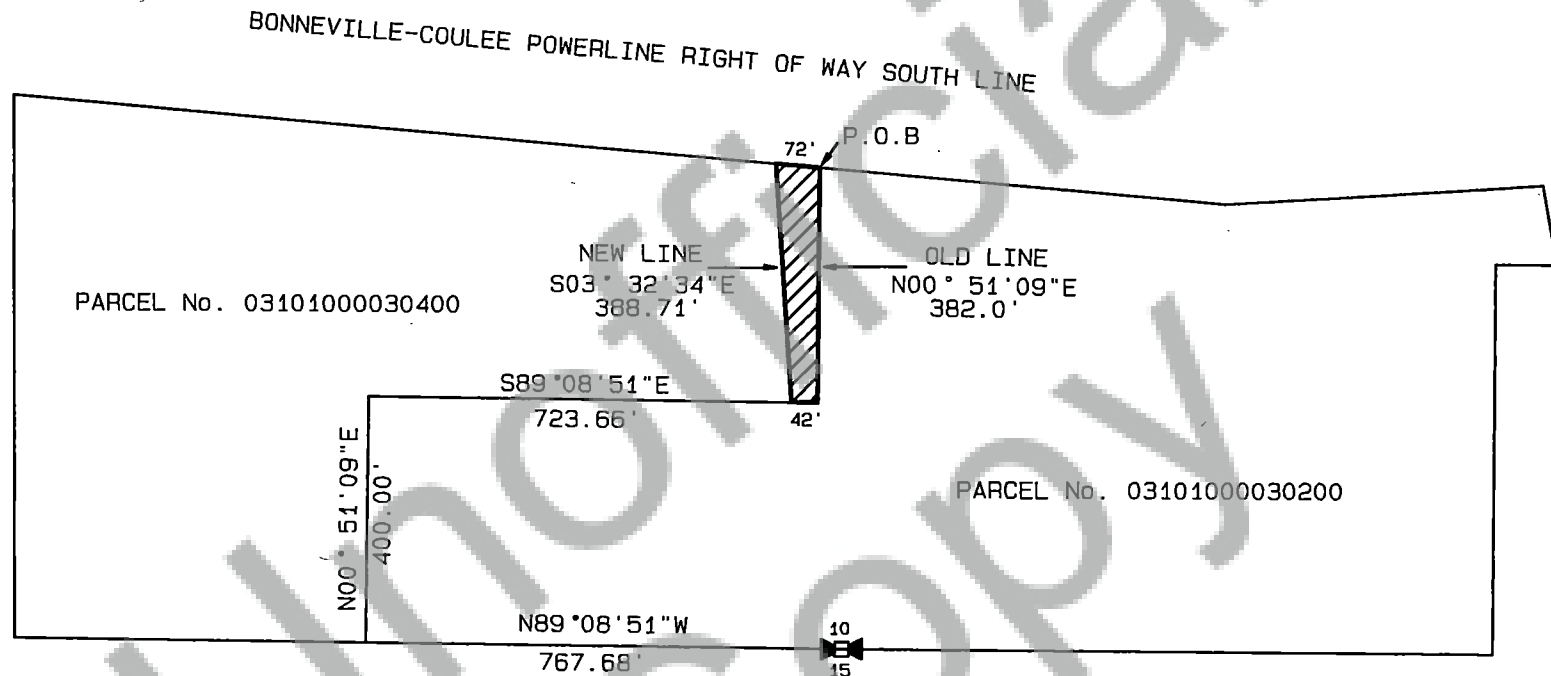 BONNEVILLE-COULEE POWERLINE RIGHT OF WAY SOUTH LINE
72'
P.O.B
NEW LINE
S03° 32'34"E
388.71'
OLD LINE
N00° 51'09"E
382.0'
PARCEL No. 03101000030400
S89°08'51"E
723.66'
42'
N00° 51'09"E
400.00'
PARCEL No. 03101000030200
N89°08'51"W
767.68'
10
15
Unofficial
Copy